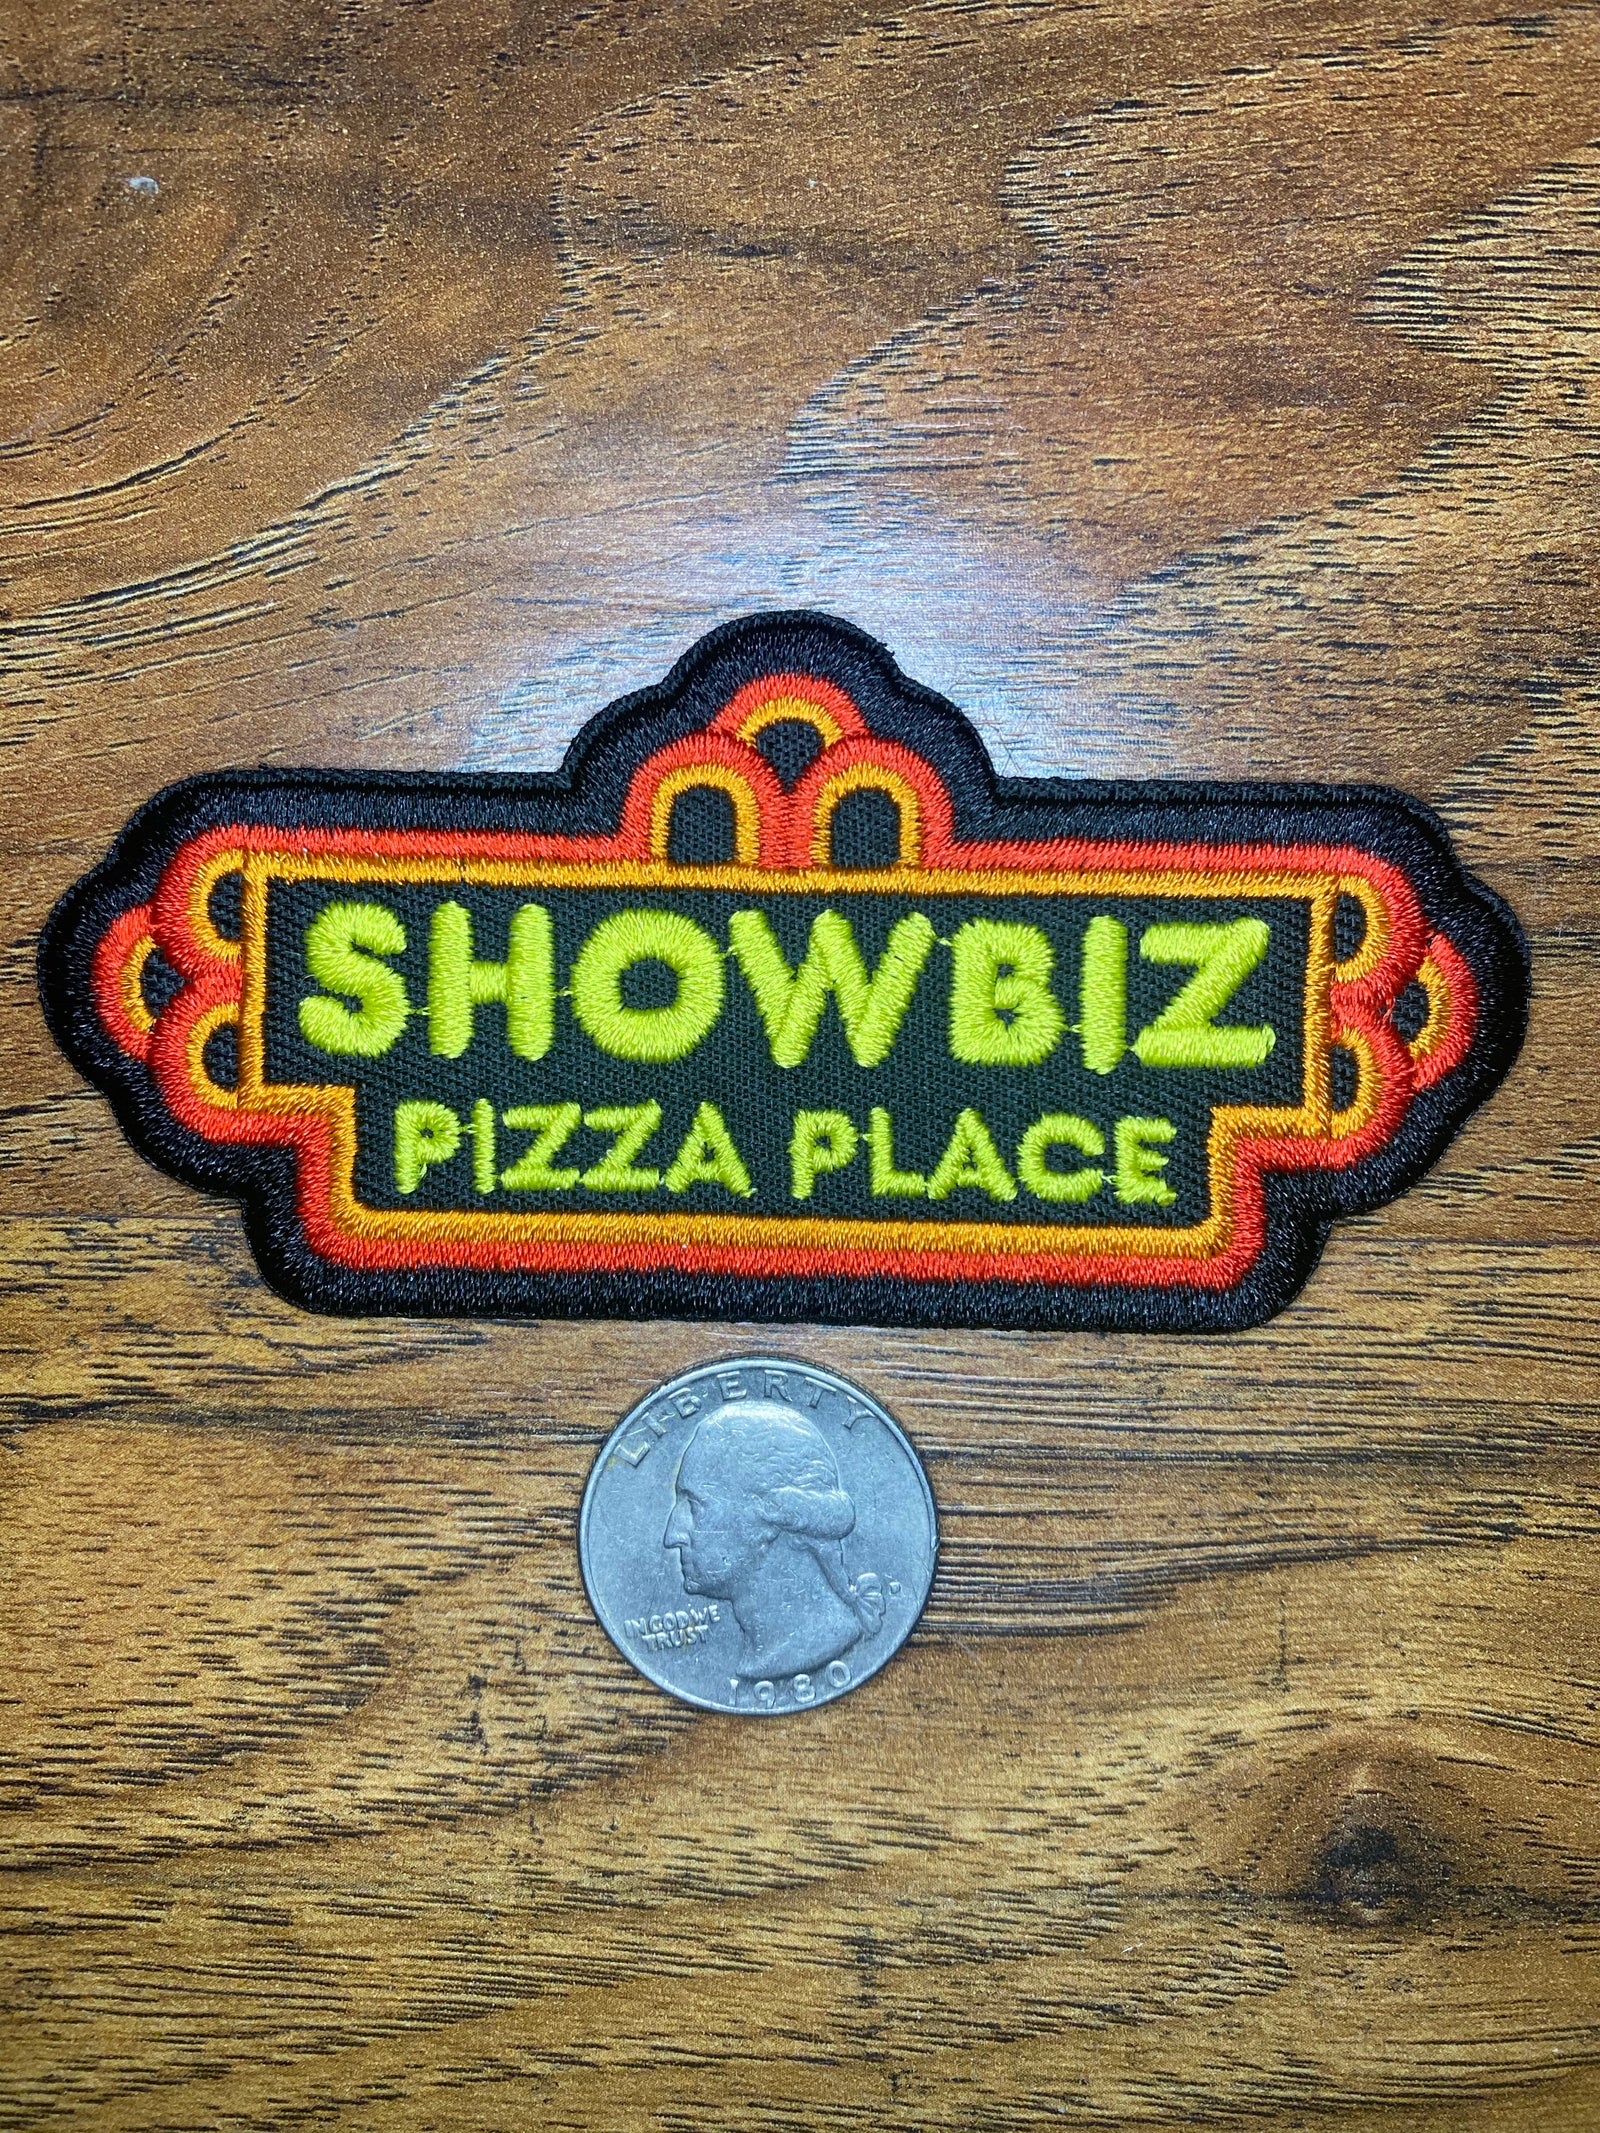 SHOWBIZ
PIZZA PLACE
LIBERTY
IN GOD WE
TRUST
D
1980